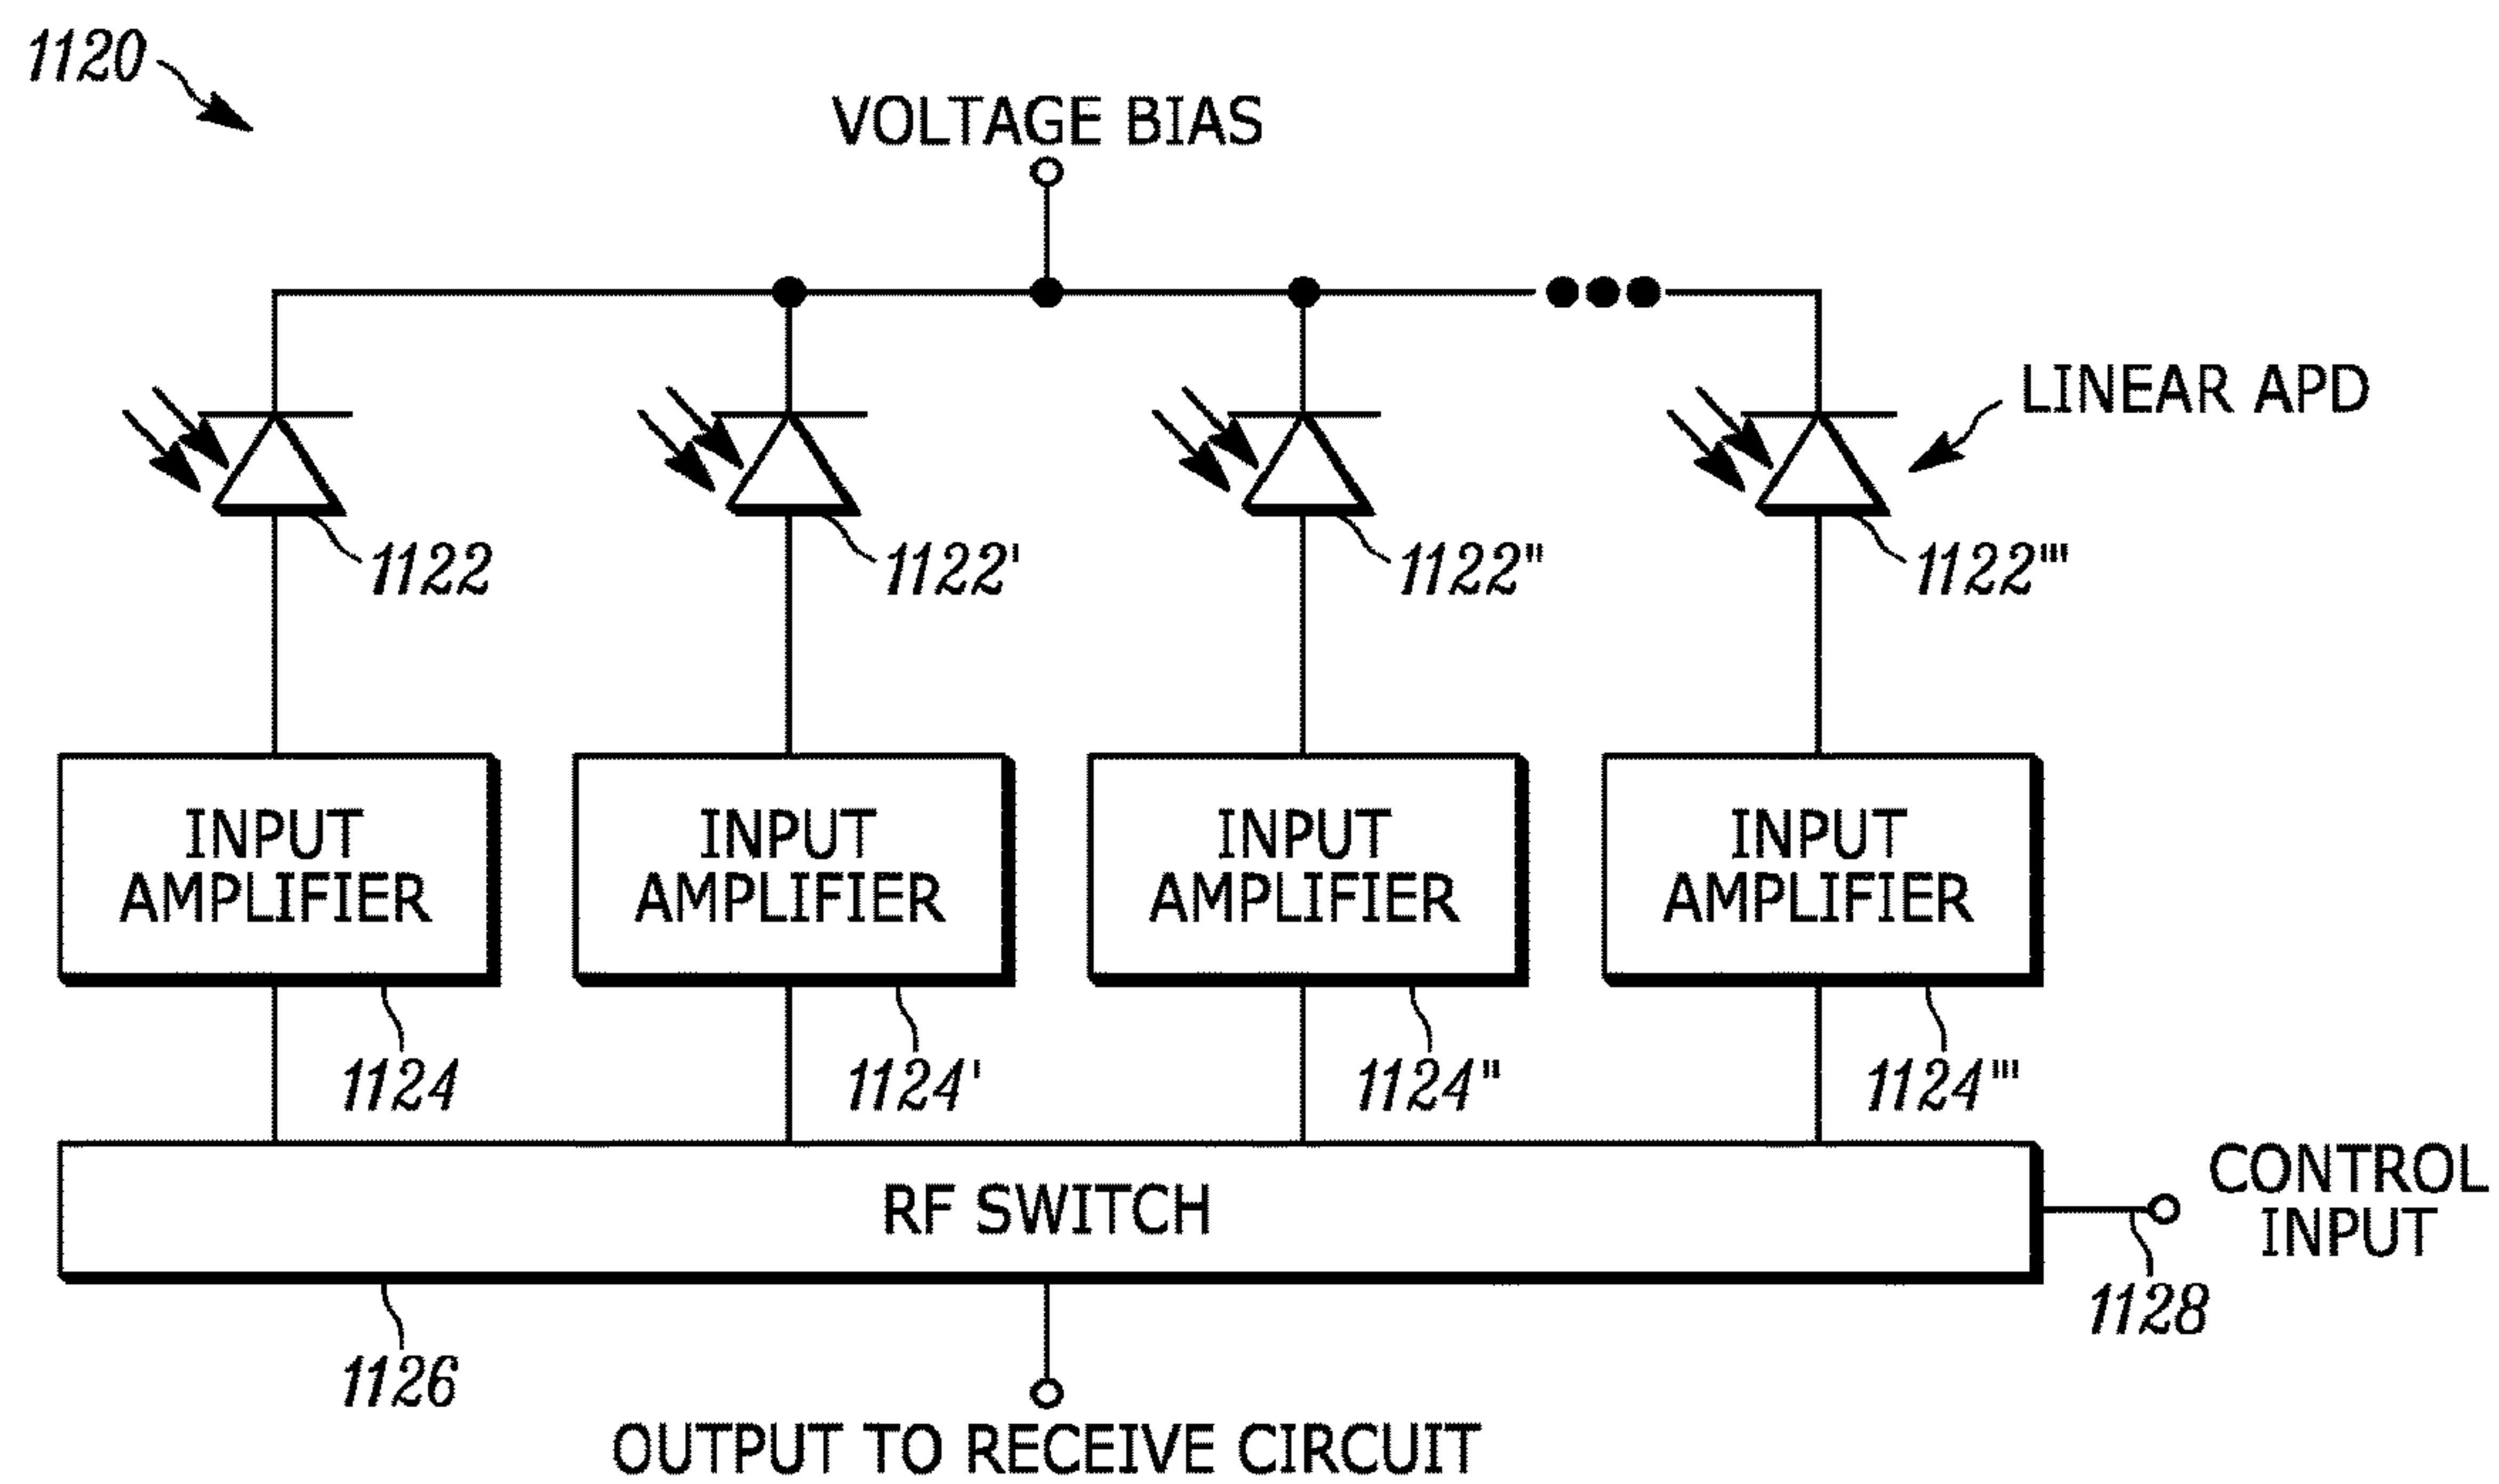 1120
VOLTAGE BIAS
LINEAR APD
1122
1122'
1122"
1122'"
INPUT
AMPLIFIER
INPUT
AMPLIFIER
INPUT
AMPLIFIER
INPUT
AMPLIFIER
1124
1124'
1124"
1124'"
RF SWITCH
CONTROL
INPUT
1128
1126
OUTPUT TO RECEIVE CIRCUIT